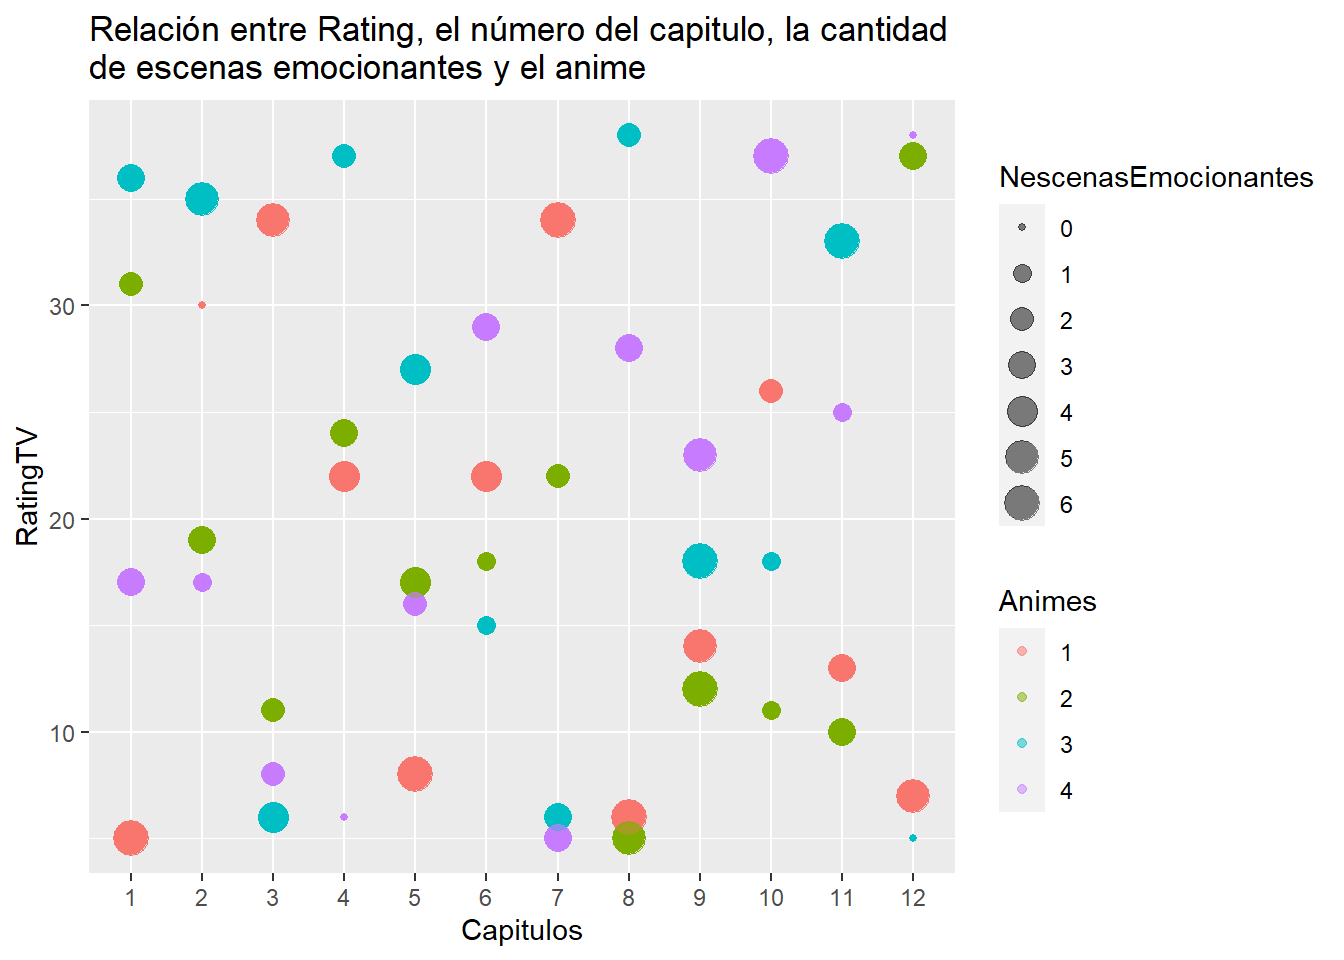 Relación entre Rating, el número del capitulo, la cantidad
de escenas emocionantes y el anime
RatingTV
30
20
10
1 2 3 4 5 6 7 8 9 10 11 12
Capitulos
NescenasEmocionantes
0
1
2
3
4
5
6
Animes
1
2
3
4